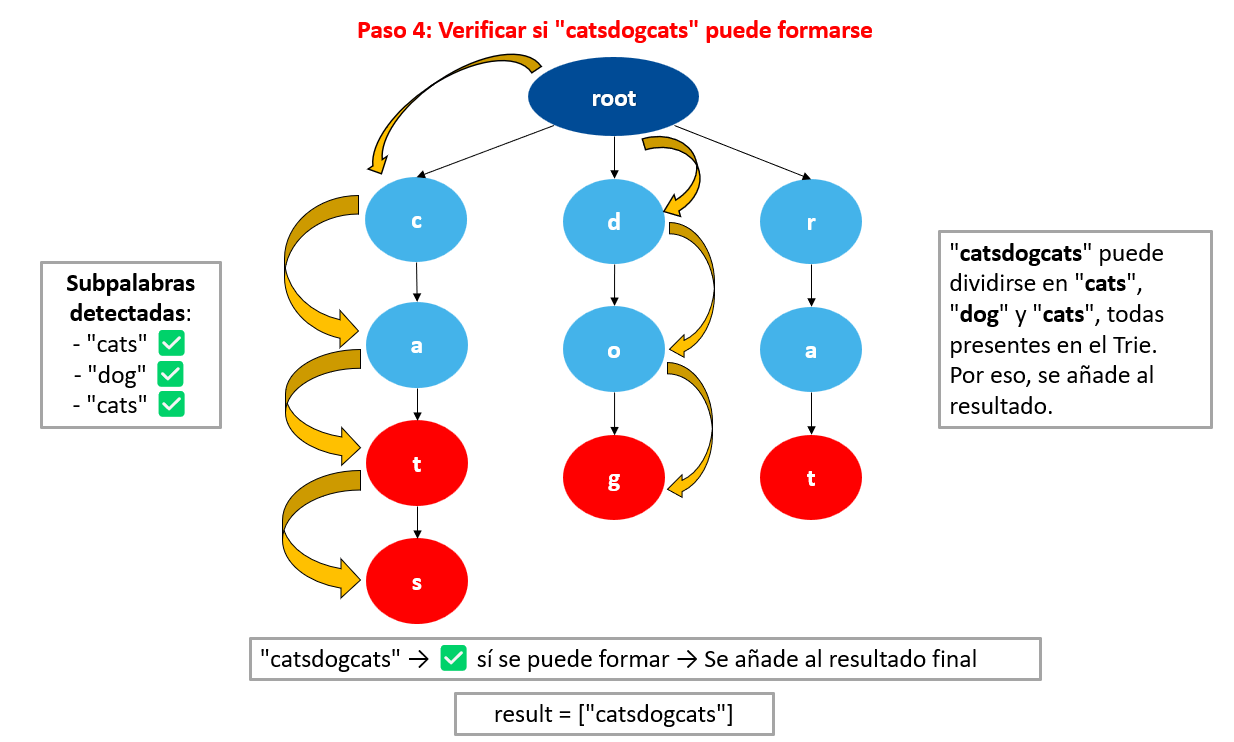 Paso 4: Verificar si "catsdogcats" puede formarse
root
c
d
r
a
o
a
t
g
t
s
Subpalabras
detectadas:
- "cats" ✅
- "dog" ✅
- "cats" ✅
"catsdogcats" puede
dividirse en "cats",
"dog" y "cats", todas
presentes en el Trie.
Por eso, se añade al
resultado.
"catsdogcats" → ✅ sí se puede formar → Se añade al resultado final
result = ["catsdogcats"]